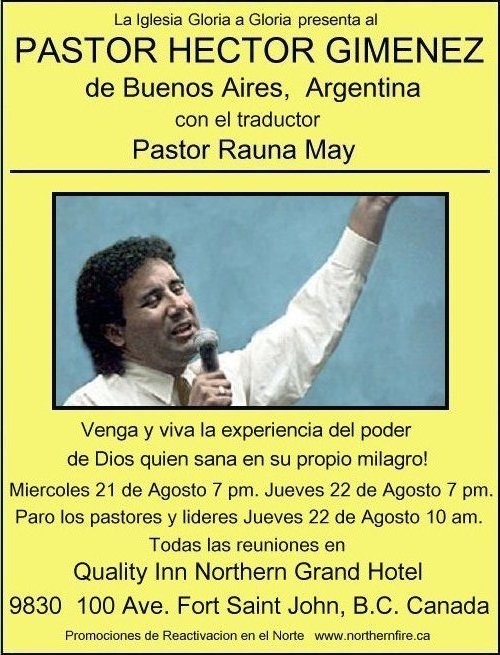 La Iglesia Gloria a Gloria presenta al
PASTOR HECTOR GIMENEZ
de Buenos Aires, Argentina
con el traductor
Pastor Rauna May
Venga y viva la experiencia del poder
de Dios quien sana en su propio milagro!
Miercoles 21 de Agosto 7 pm. Jueves 22 de Agosto 7 pm.
Paro los pastores y lideres Jueves 22 de Agosto 10 am.
Todas las reuniones en
Quality Inn Northern Grand Hotel
9830 100 Ave. Fort Saint John, B.C. Canada
Promociones de Reactivacion en el Norte www.northernfire.ca